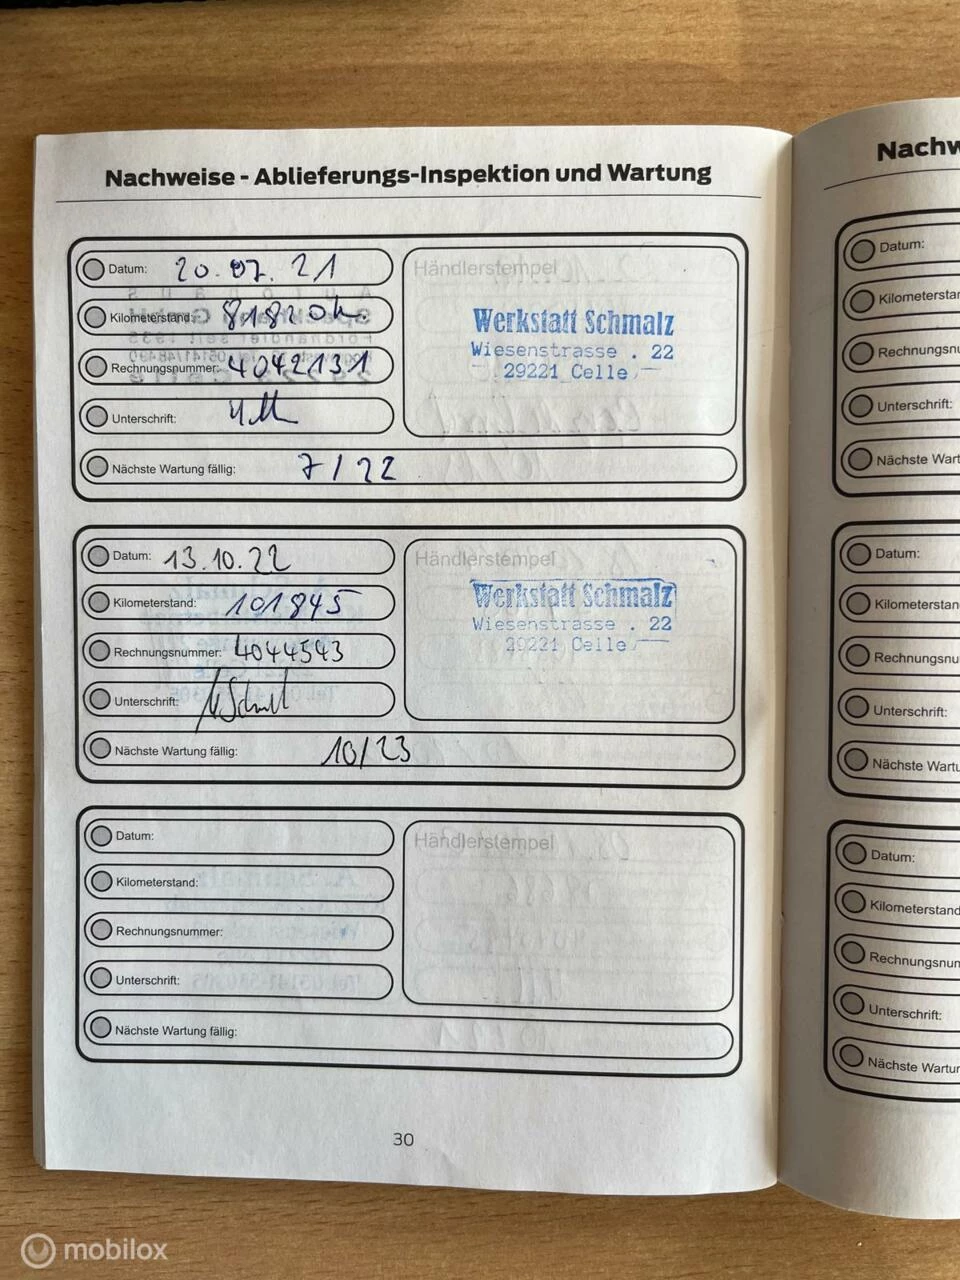 Nachweise - Ablieferungs-Inspektion und Wartung
Datum: 20.07.21
Kilometerstand: 81820
Rechnungsnummer: 4042131
Unterschrift:
Nächste Wartung fällig: 7/22
Händlerstempel
Werkstatt Schmalz
Wiesenstrasse . 22
29221 Celle
Datum: 13.10.22
Kilometerstand: 101845
Rechnungsnummer: 4044543
Unterschrift:
Nächste Wartung fällig: 10/23
Händlerstempel
Werkstatt Schmalz
Wiesenstrasse . 22
29221 Celle
Datum:
Kilometerstand:
Rechnungsnummer:
Unterschrift:
Nächste Wartung fällig:
Händlerstempel
30
Nachw
Datum:
Kilometerstan
Rechnungsnu
Unterschrift:
Nächste Wart
Datum:
Kilometerstan
Rechnungsnu
Unterschrift:
Nächste Wartu
Datum:
Kilometerstand
Rechnungsnum
Unterschrift:
Nächste Wartun
mobilox